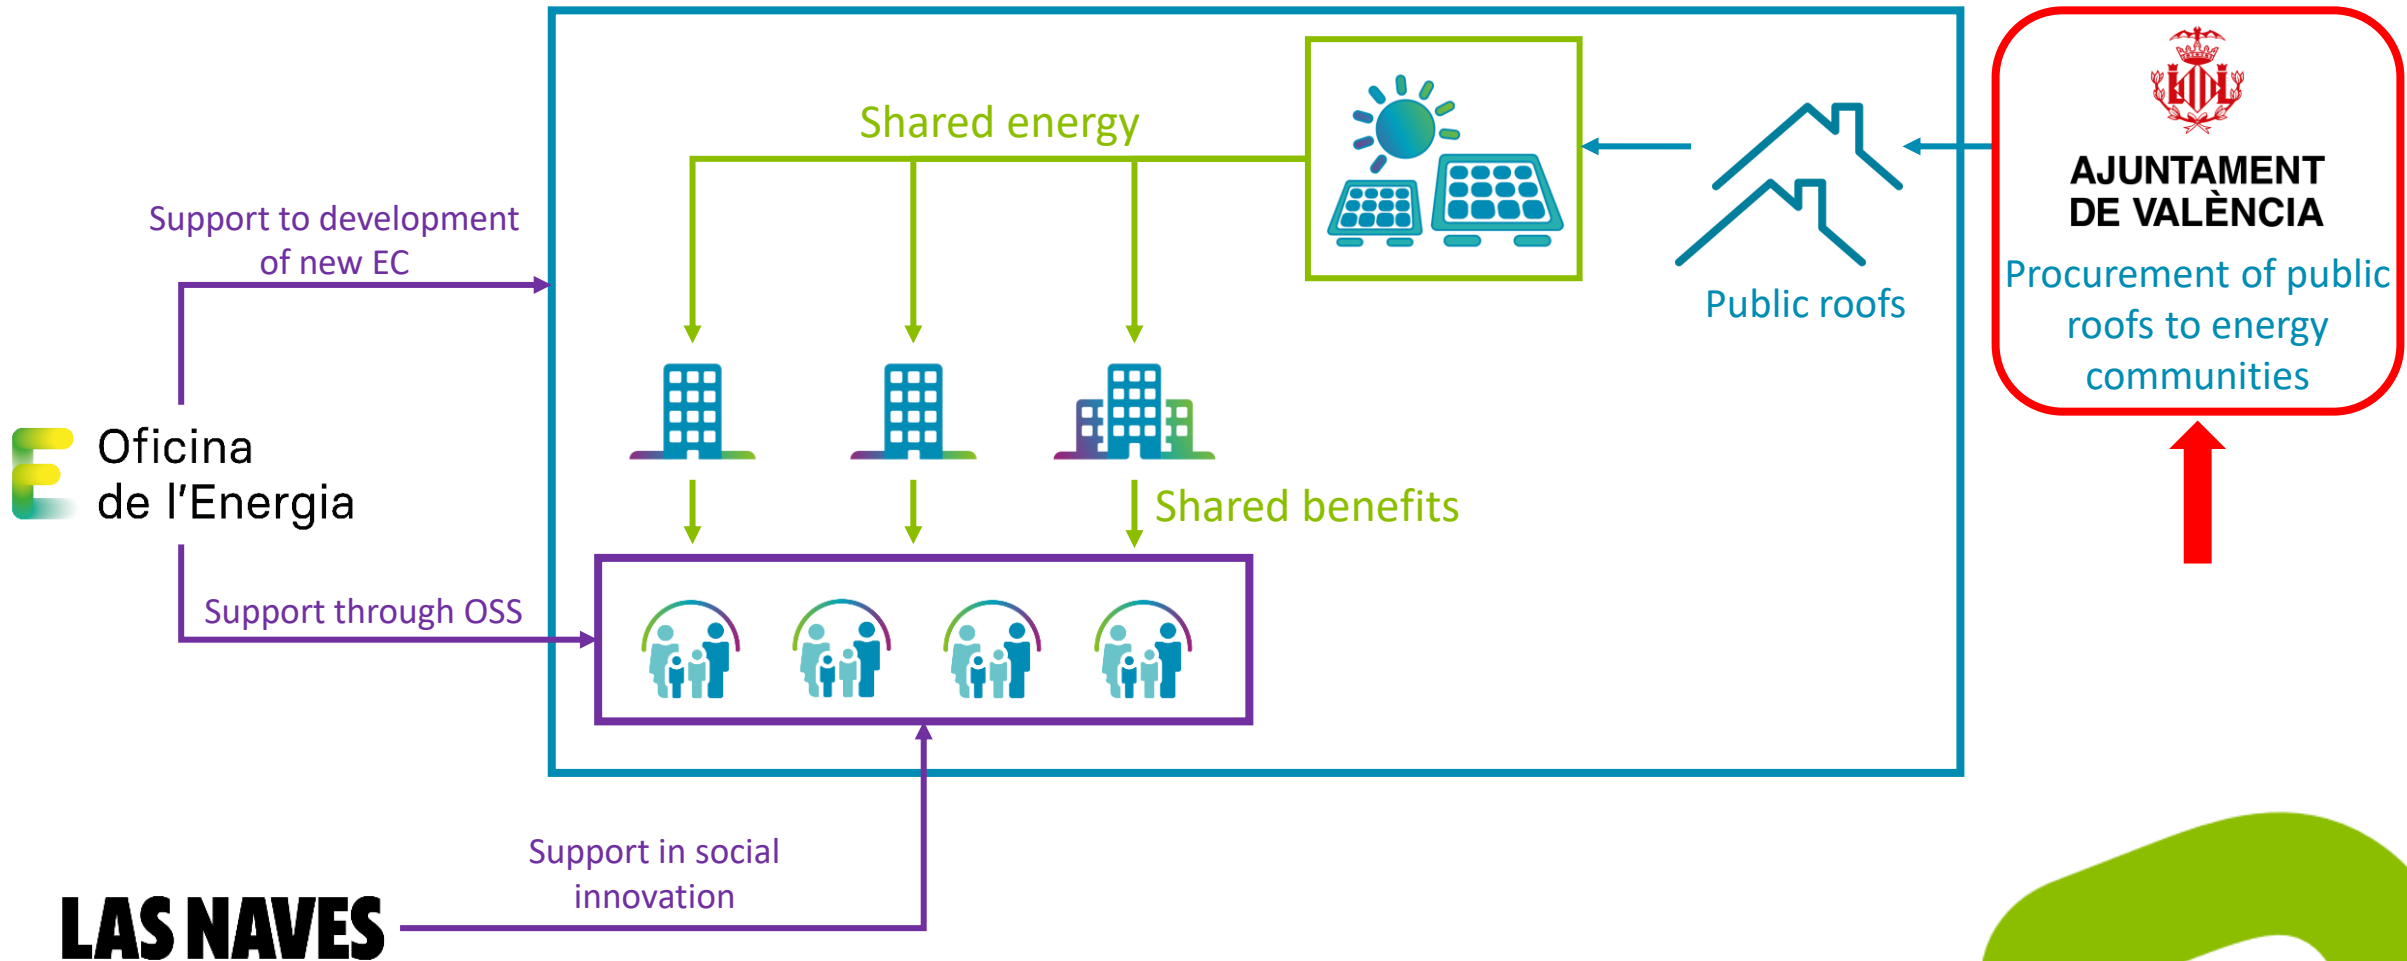 Shared energy
AJUNTAMENT
DE VALÈNCIA
Procurement of public
roofs to energy
communities
Public roofs
Support to development
of new EC
Oficina
de l'Energia
Shared benefits
Support through OSS
Support in social
innovation
LAS NAVES